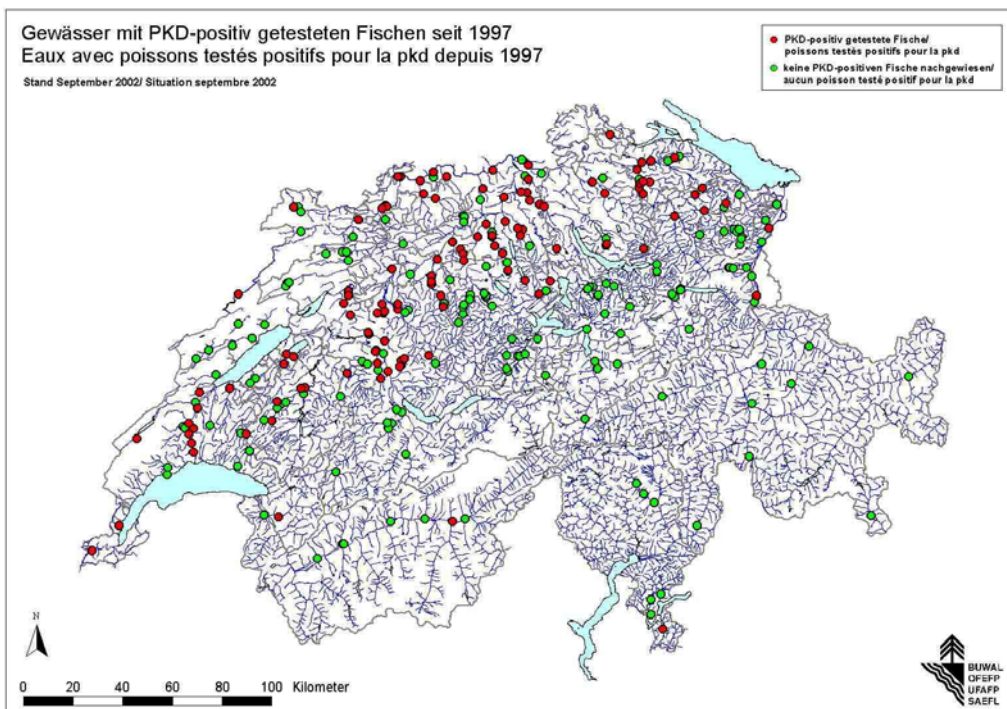 Gewässer mit PKD-positiv getesteten Fischen seit 1997
Eaux avec poissons testés positifs pour la pkd depuis 1997
Stand September 2002/ Situation septembre 2002
PKD-positiv getestete Fische/
poissons testés positifs pour la pkd
keine PKD-positiven Fische nachgewiesen/
aucun poisson testé positif pour la pkd
N
0 20 40 60 80 100 Kilometer
BUWAL
OFEFP
UFAFP
SAEFL